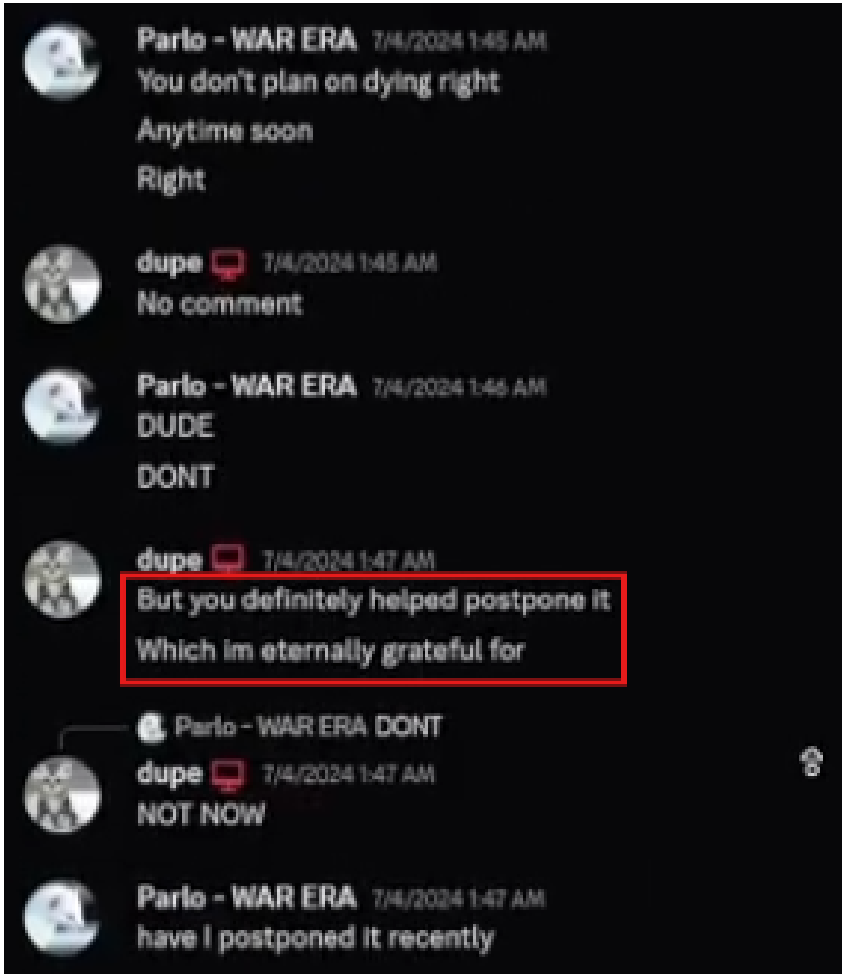 Parlo - WAR ERA 7/4/2024 1:45 AM
You don't plan on dying right
Anytime soon
Right
dupe 7/4/2024 1:45 AM
No comment
Parlo - WAR ERA 7/4/2024 1:46 AM
DUDE
DONT
dupe 7/4/2024 1:47 AM
But you definitely helped postpone it
Which im eternally grateful for
Parlo - WAR ERA DONT
dupe 7/4/2024 1:47 AM
NOT NOW
Parlo - WAR ERA 7/4/2024 1:47 AM
have I postponed it recently